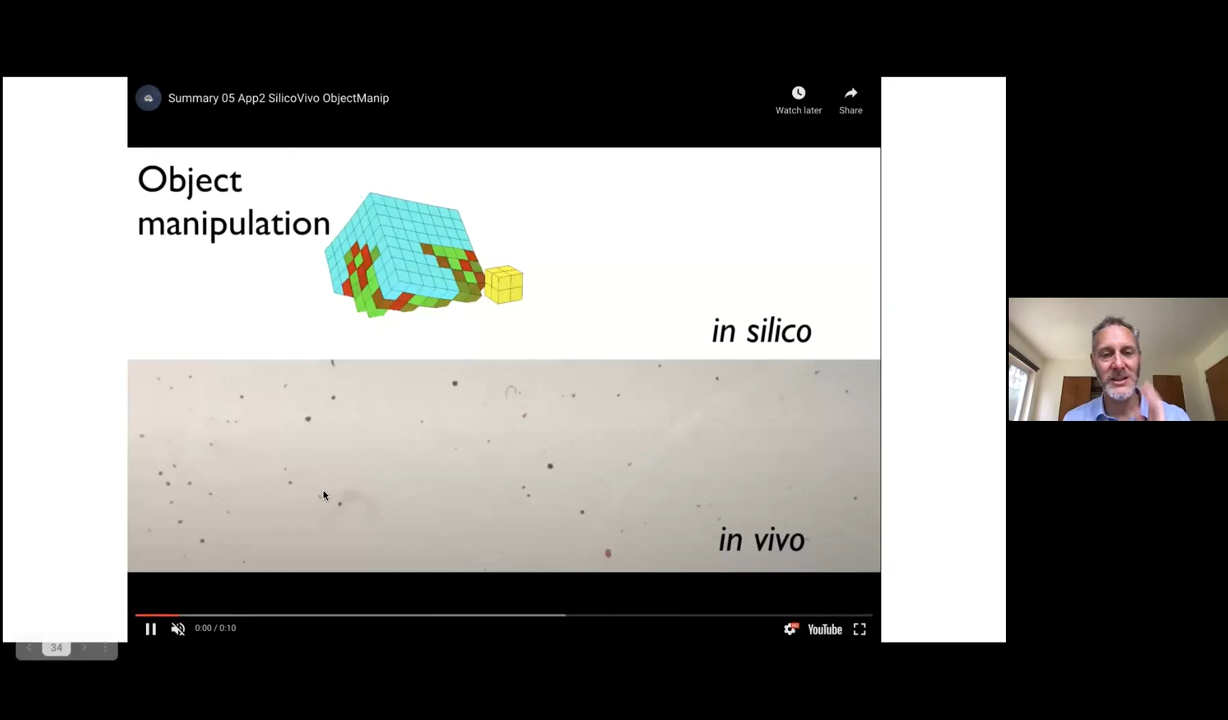 Summary 05 App2 SilicoVivo ObjectManip
Watch later
Share
Object
manipulation
in silico
in vivo
0:00 / 0:10
YouTube
34